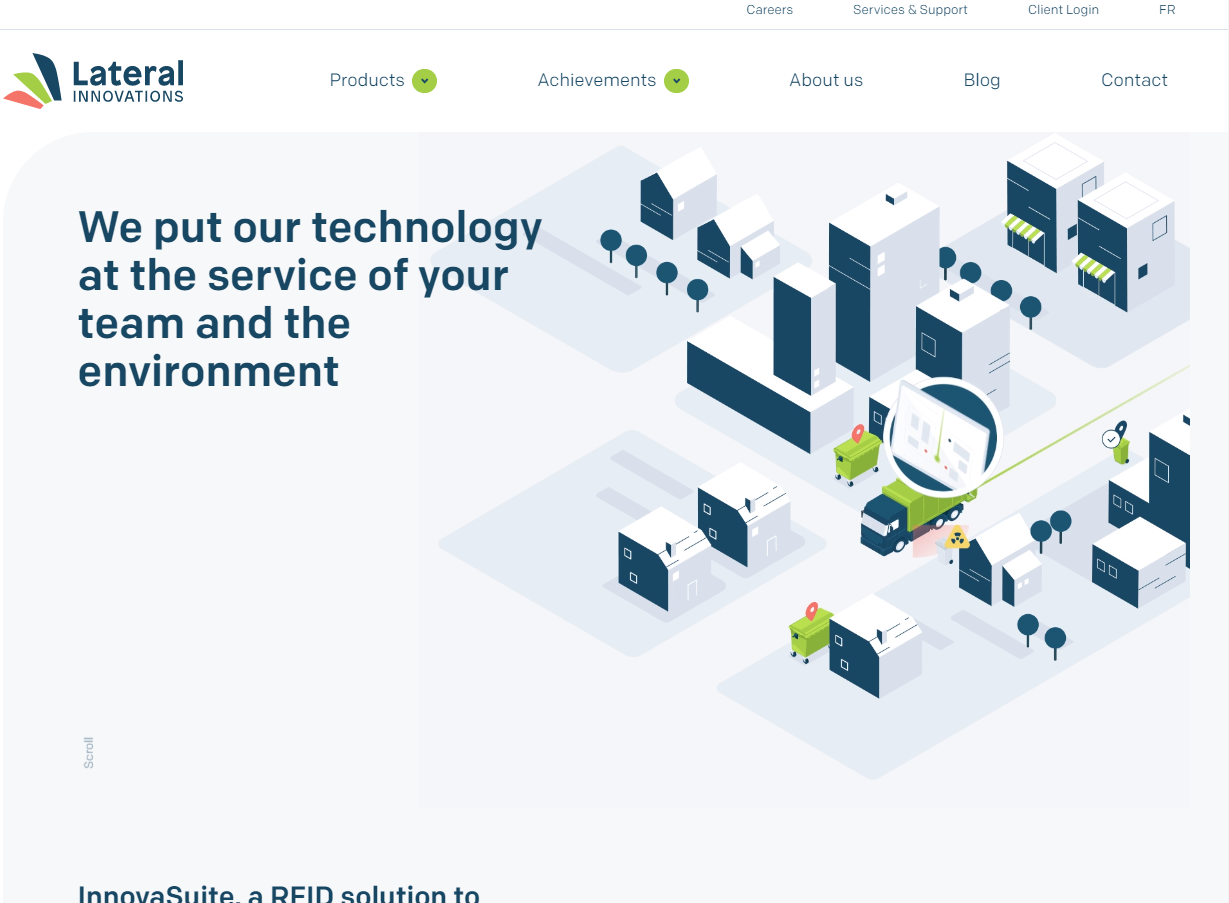 Careers
Services & Support
Client Login
FR
Lateral
INNOVATIONS
Products
Achievements
About us
Blog
Contact
We put our technology
at the service of your
team and the
environment
Scroll
InnovaSuite, a RFID solution to